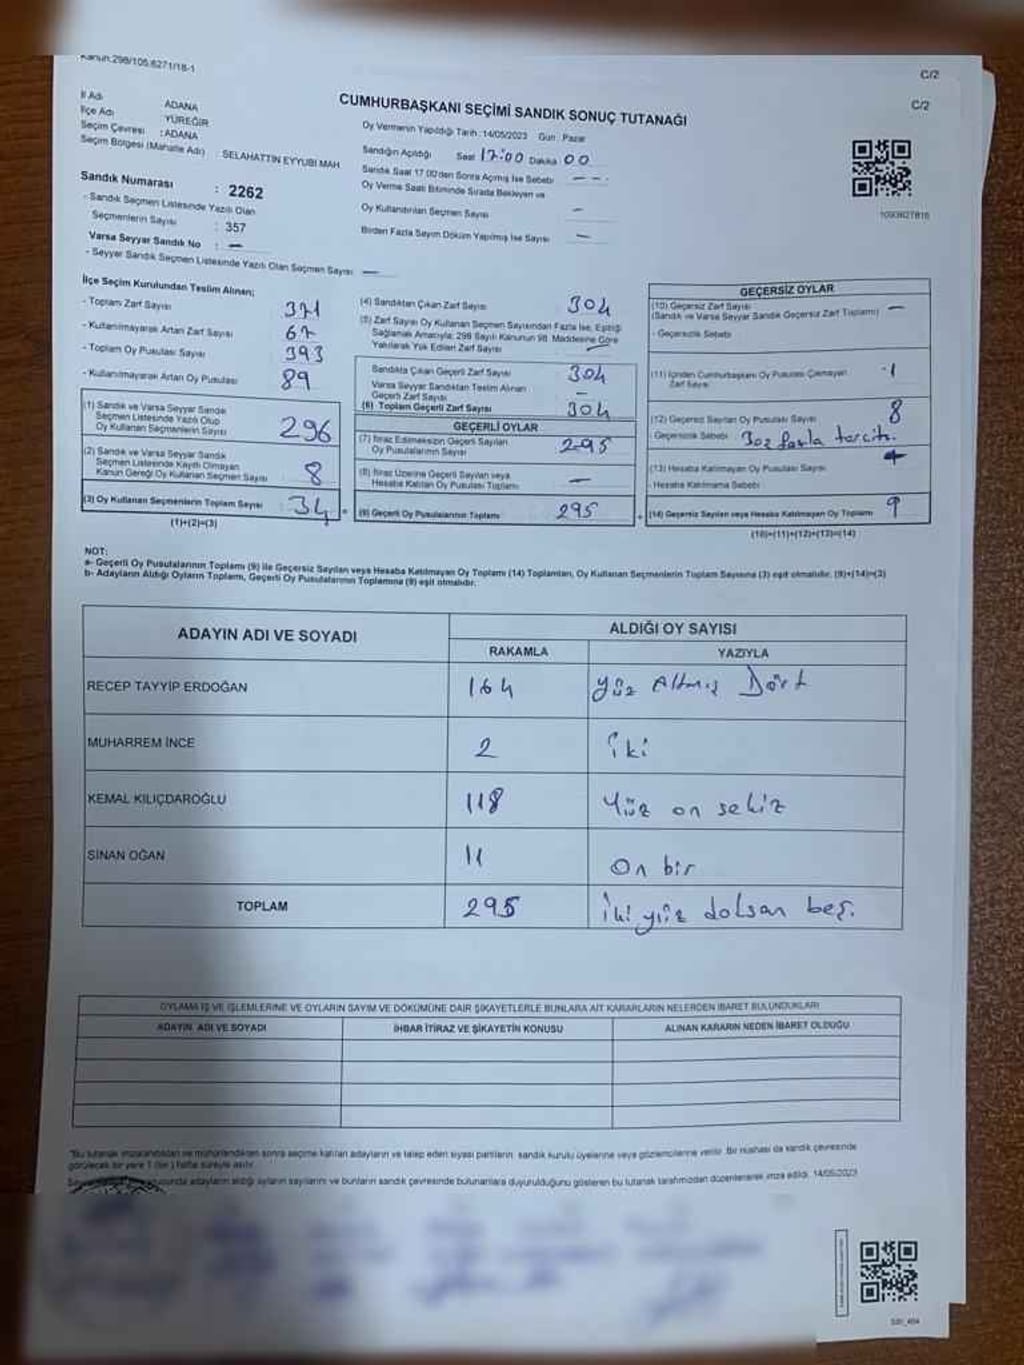 Kanun:298/105,6271/18-1
C/2
C/2
CUMHURBAŞKANI SEÇİMİ SANDIK SONUÇ TUTANAĞI
İl Adı ADANA
İlçe Adı YÜREĞİR
Seçim Çevresi : ADANA
Seçim Bölgesi (Mahalle Adı) : SELAHATTİN EYYUBİ MAH
Sandık Numarası : 2262
- Sandık Seçmen Listesinde Yazılı Olan
Seçmenlerin Sayısı : 357
Varsa Seyyar Sandık No : —
- Seyyar Sandık Seçmen Listesinde Yazılı Olan Seçmen Sayısı —
Oy Vermenin Yapıldığı Tarih : 14/05/2023 Gün : Pazar
Sandığın Açıldığı Saat 17:00 Dakika 00
Sandık Saat 17.00'den Sonra Açılmış İse Sebebi ---
Oy Verme Saati Bitiminde Sırada Bekleyen ve
Oy Kullandırılan Seçmen Sayısı —
Birden Fazla Sayım Döküm Yapılmış İse Sayısı —
İlçe Seçim Kurulundan Teslim Alınan;
- Toplam Zarf Sayısı 371
- Kullanılmayarak Artan Zarf Sayısı 67
- Toplam Oy Pusulası Sayısı 393
- Kullanılmayarak Artan Oy Pusulası 89
(1) Sandık ve Varsa Seyyar Sandık
Seçmen Listesinde Yazılı Olup
Oy Kullanan Seçmenlerin Sayısı 296
(2) Sandık ve Varsa Seyyar Sandık
Seçmen Listesinde Kayıtlı Olmayan
Kanun Gereği Oy Kullanan Seçmen Sayısı 8
(3) Oy Kullanan Seçmenlerin Toplam Sayısı 34
(1)+(2)=(3)
(4) Sandıktan Çıkan Zarf Sayısı 304
(5) Zarf Sayısı Oy Kullanan Seçmen Sayısından Fazla İse, Eşitliği
Sağlamak Amacıyla; 298 Sayılı Kanunun 98. Maddesine Göre
Yakılarak Yok Edilen Zarf Sayısı —
Sandıkta Çıkan Geçerli Zarf Sayısı 304
Varsa Seyyar Sandıktan Teslim Alınan
Geçerli Zarf Sayısı —
(6) Toplam Geçerli Zarf Sayısı 304
GEÇERLİ OYLAR
(7) İtiraz Edilmeksizin Geçerli Sayılan
Oy Pusulalarının Sayısı 295
(8) İtiraz Üzerine Geçerli Sayılan veya
Hesaba Katılan Oy Pusulası Toplamı —
(9) Geçerli Oy Pusulalarının Toplamı 295
GEÇERSİZ OYLAR
(10) Geçersiz Zarf Sayısı —
(Sandık ve Varsa Seyyar Sandık Geçersiz Zarf Toplamı)
- Geçersizlik Sebebi
(11) İçinden Cumhurbaşkanı Oy Pusulası Çıkmayan
Zarf Sayısı 1
(12) Geçersiz Sayılan Oy Pusulası Sayısı 8
Geçersizlik Sebebi fazla tercih.
(13) Hesaba Katılmayan Oy Pusulası Sayısı
- Hesaba Katılmama Sebebi
(14) Geçersiz Sayılan veya Hesaba Katılmayan Oy Toplamı 9
(10)+(11)+(12)+(13)=(14)
NOT:
a- Geçerli Oy Pusulalarının Toplamı (9) ile Geçersiz Sayılan veya Hesaba Katılmayan Oy Toplamı (14) Toplamları, Oy Kullanan Seçmenlerin Toplam Sayısına (3) eşit olmalıdır. (9)+(14)=(3)
b- Adayların Aldığı Oyların Toplamı, Geçerli Oy Pusulalarının Toplamına (9) eşit olmalıdır.
ADAYIN ADI VE SOYADI
ALDIĞI OY SAYISI
RAKAMLA YAZIYLA
RECEP TAYYİP ERDOĞAN 164 yüz Altmış Dört
MUHARREM İNCE 2 iki
KEMAL KILIÇDAROĞLU 118 Yüz on sekiz
SİNAN OĞAN 11 On bir
TOPLAM 295 iki yüz doksan beş.
OYLAMA İŞ VE İŞLEMLERİNE VE OYLARIN SAYIM VE DÖKÜMÜNE DAİR ŞİKAYETLERLE BUNLARA AİT KARARLARIN NELERDEN İBARET BULUNDUKLARI
ADAYIN ADI VE SOYADI İHBAR İTİRAZ VE ŞİKAYETİN KONUSU ALINAN KARARIN NEDEN İBARET OLDUĞU
"Bu tutanak imzalandıktan ve mühürlendikten sonra seçime katılan adayların ve talep eden siyasi partilerin sandık kurulu üyelerine veya gözlemcilerine verilir. Bir nüshası da sandık çevresinde
görülecek bir yere 1 (bir) hafta süreyle asılır.
adayların aldığı oyların sayılarını ve bunların sandık çevresinde bulunanlara duyurulduğunu gösteren bu tutanak tarafımızdan düzenlenerek imza edildi. 14/05/2023